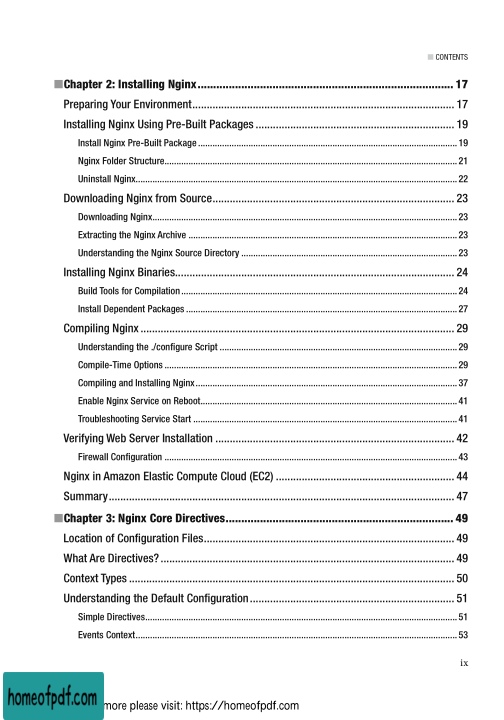 ■ CONTENTS
■Chapter 2: Installing Nginx........ 17
Preparing Your Environment........ 17
Installing Nginx Using Pre-Built Packages........ 19
Install Nginx Pre-Built Package........ 19
Nginx Folder Structure........ 21
Uninstall Nginx........ 22
Downloading Nginx from Source........ 23
Downloading Nginx........ 23
Extracting the Nginx Archive........ 23
Understanding the Nginx Source Directory........ 23
Installing Nginx Binaries........ 24
Build Tools for Compilation........ 24
Install Dependent Packages........ 27
Compiling Nginx........ 29
Understanding the ./configure Script........ 29
Compile-Time Options........ 29
Compiling and Installing Nginx........ 37
Enable Nginx Service on Reboot........ 41
Troubleshooting Service Start........ 41
Verifying Web Server Installation........ 42
Firewall Configuration........ 43
Nginx in Amazon Elastic Compute Cloud (EC2)........ 44
Summary........ 47
■Chapter 3: Nginx Core Directives........ 49
Location of Configuration Files........ 49
What Are Directives?........ 49
Context Types........ 50
Understanding the Default Configuration........ 51
Simple Directives........ 51
Events Context........ 53
ix
homeofpdf.com
more please visit: https://homeofpdf.com